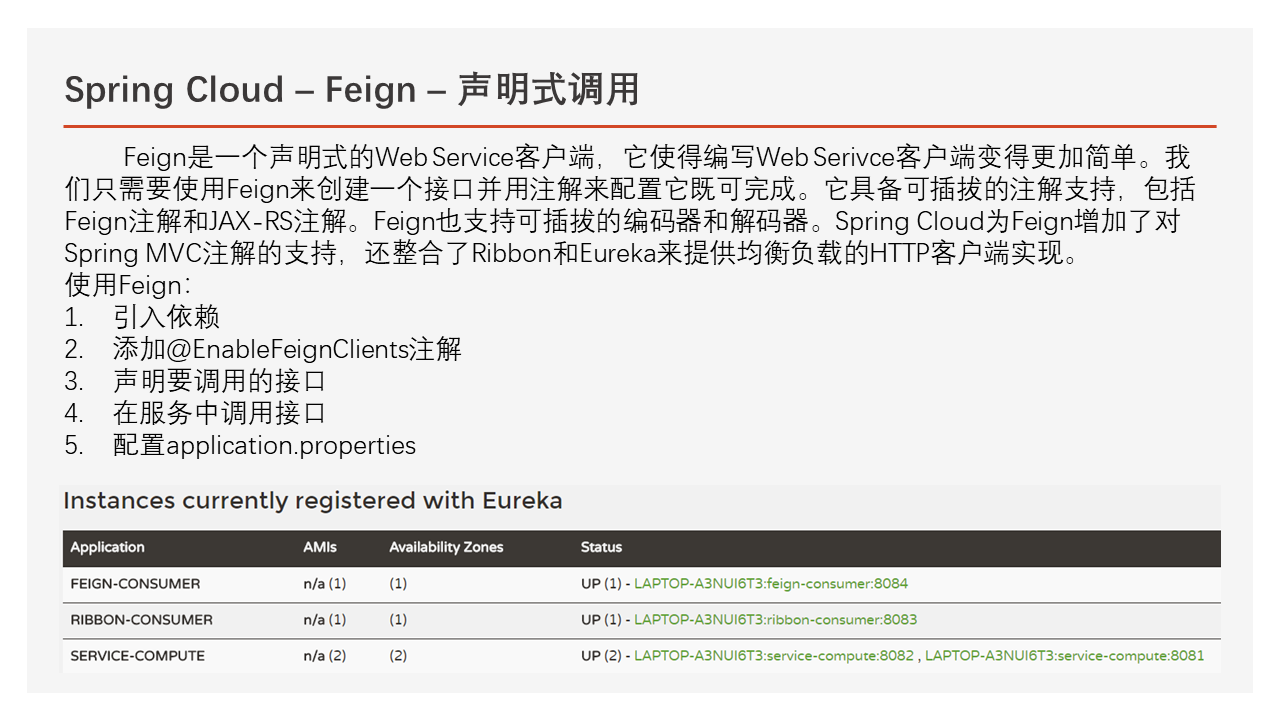 Spring Cloud – Feign – 声明式调用
Feign是一个声明式的Web Service客户端，它使得编写Web Serivce客户端变得更加简单。我
们只需要使用Feign来创建一个接口并用注解来配置它既可完成。它具备可插拔的注解支持，包括
Feign注解和JAX-RS注解。Feign也支持可插拔的编码器和解码器。Spring Cloud为Feign增加了对
Spring MVC注解的支持，还整合了Ribbon和Eureka来提供均衡负载的HTTP客户端实现。
使用Feign：
1. 引入依赖
2. 添加@EnableFeignClients注解
3. 声明要调用的接口
4. 在服务中调用接口
5. 配置application.properties
Instances currently registered with Eureka
Application AMIs Availability Zones Status
FEIGN-CONSUMER n/a (1) (1) UP (1) - LAPTOP-A3NUI6T3:feign-consumer:8084
RIBBON-CONSUMER n/a (1) (1) UP (1) - LAPTOP-A3NUI6T3:ribbon-consumer:8083
SERVICE-COMPUTE n/a (2) (2) UP (2) - LAPTOP-A3NUI6T3:service-compute:8082 , LAPTOP-A3NUI6T3:service-compute:8081